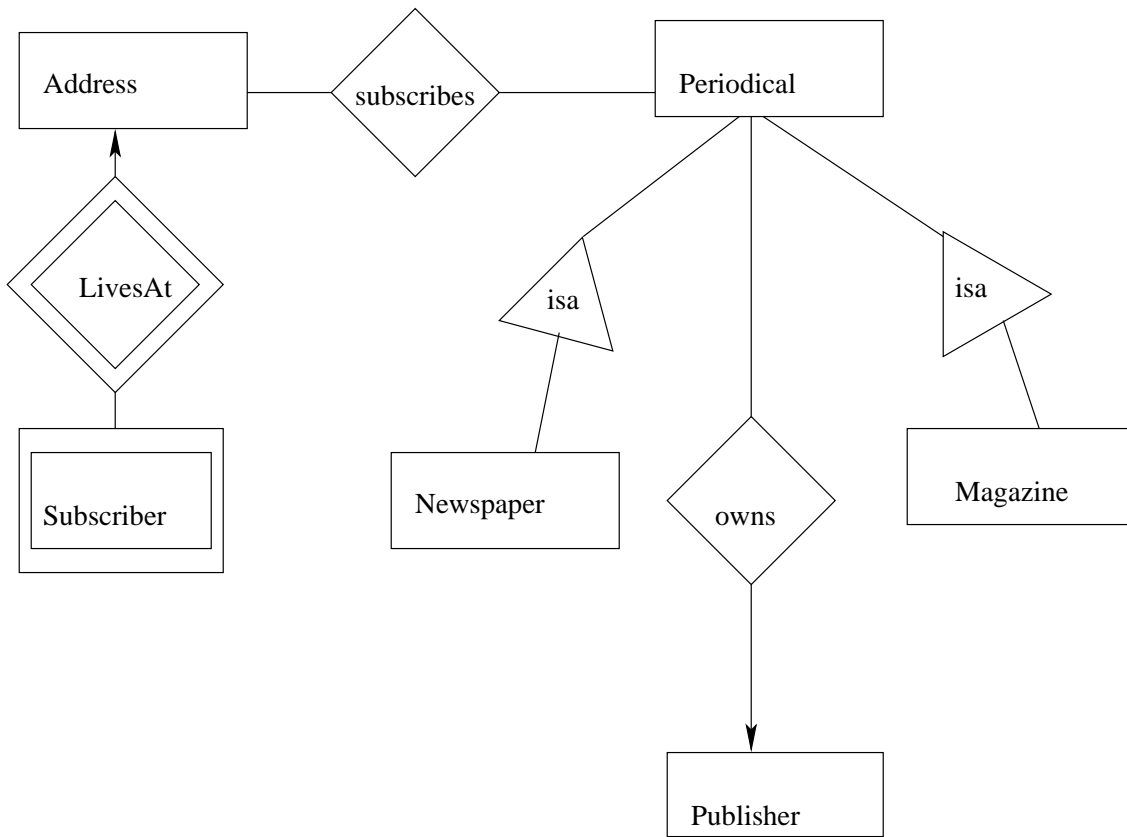 Address
subscribes
Periodical
LivesAt
isa
isa
Subscriber
Newspaper
owns
Magazine
Publisher